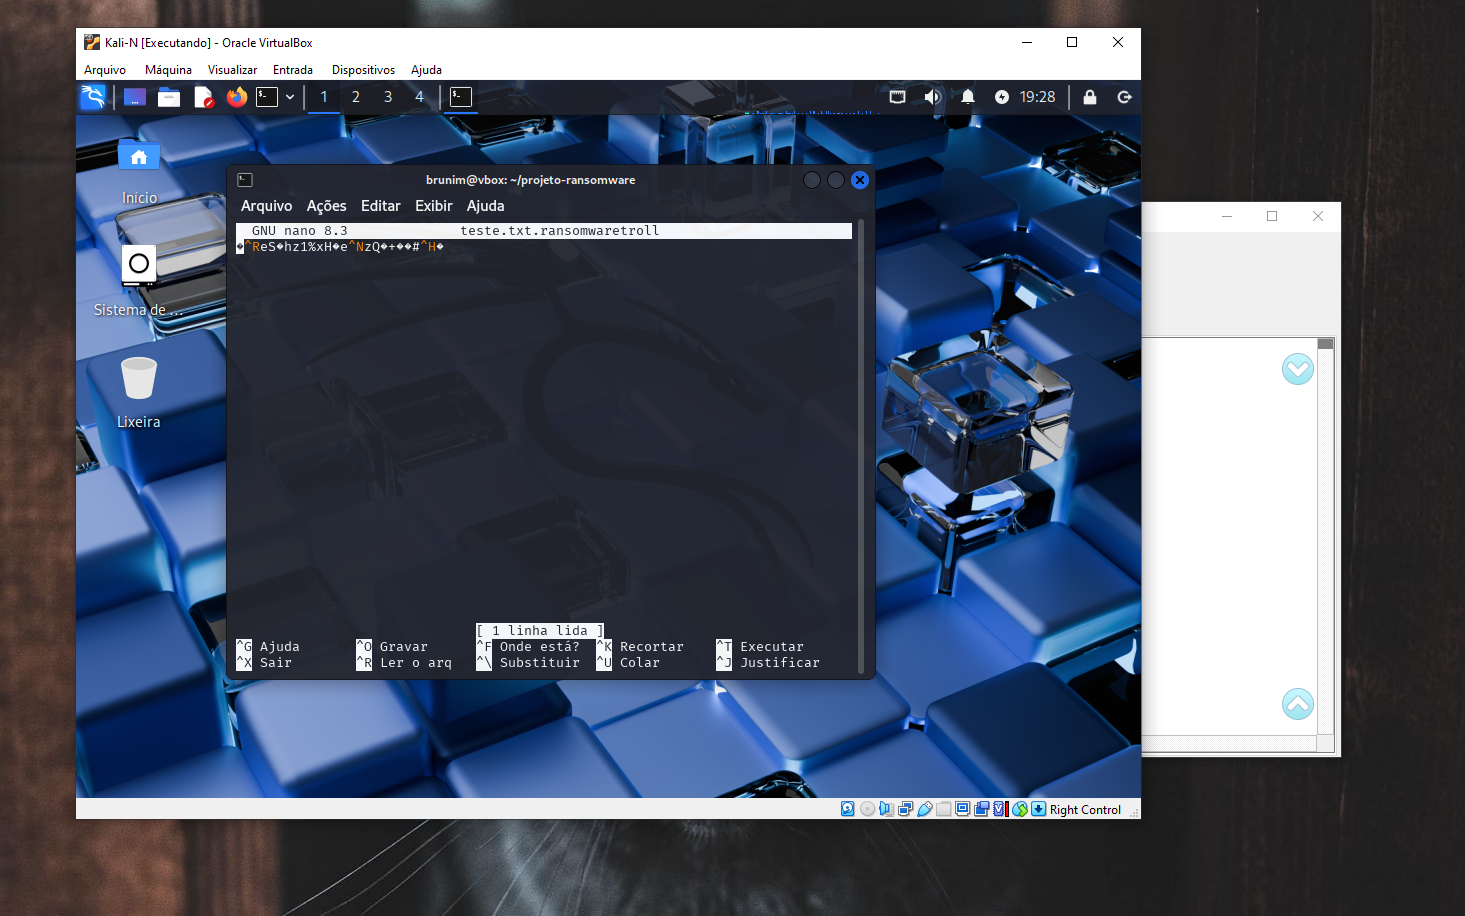 Kali-N [Executando] - Oracle VirtualBox
Arquivo Máquina Visualizar Entrada Dispositivos Ajuda
1 2 3 4 19:28
Início
Sistema de ...
Lixeira
brunim@vbox: ~/projeto-ransomware
Arquivo Ações Editar Exibir Ajuda
GNU nano 8.3 teste.txt.ransomwaretroll
�^ReS�hz1%xH�e^NzQ�+��#^H�
[ 1 linha lida ]
^G Ajuda ^O Gravar ^F Onde está? ^K Recortar ^T Executar
^X Sair ^R Ler o arq ^\ Substituir ^U Colar ^J Justificar
Right Control